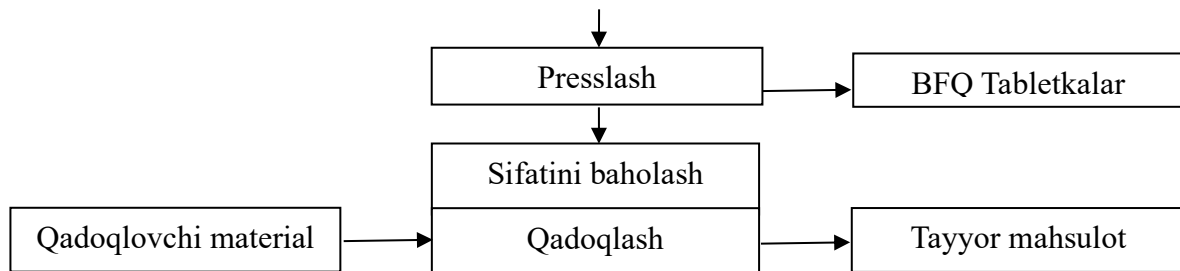 Presslash
BFQ Tabletkalar
Sifatini baholash
Qadoqlovchi material
Qadoqlash
Tayyor mahsulot